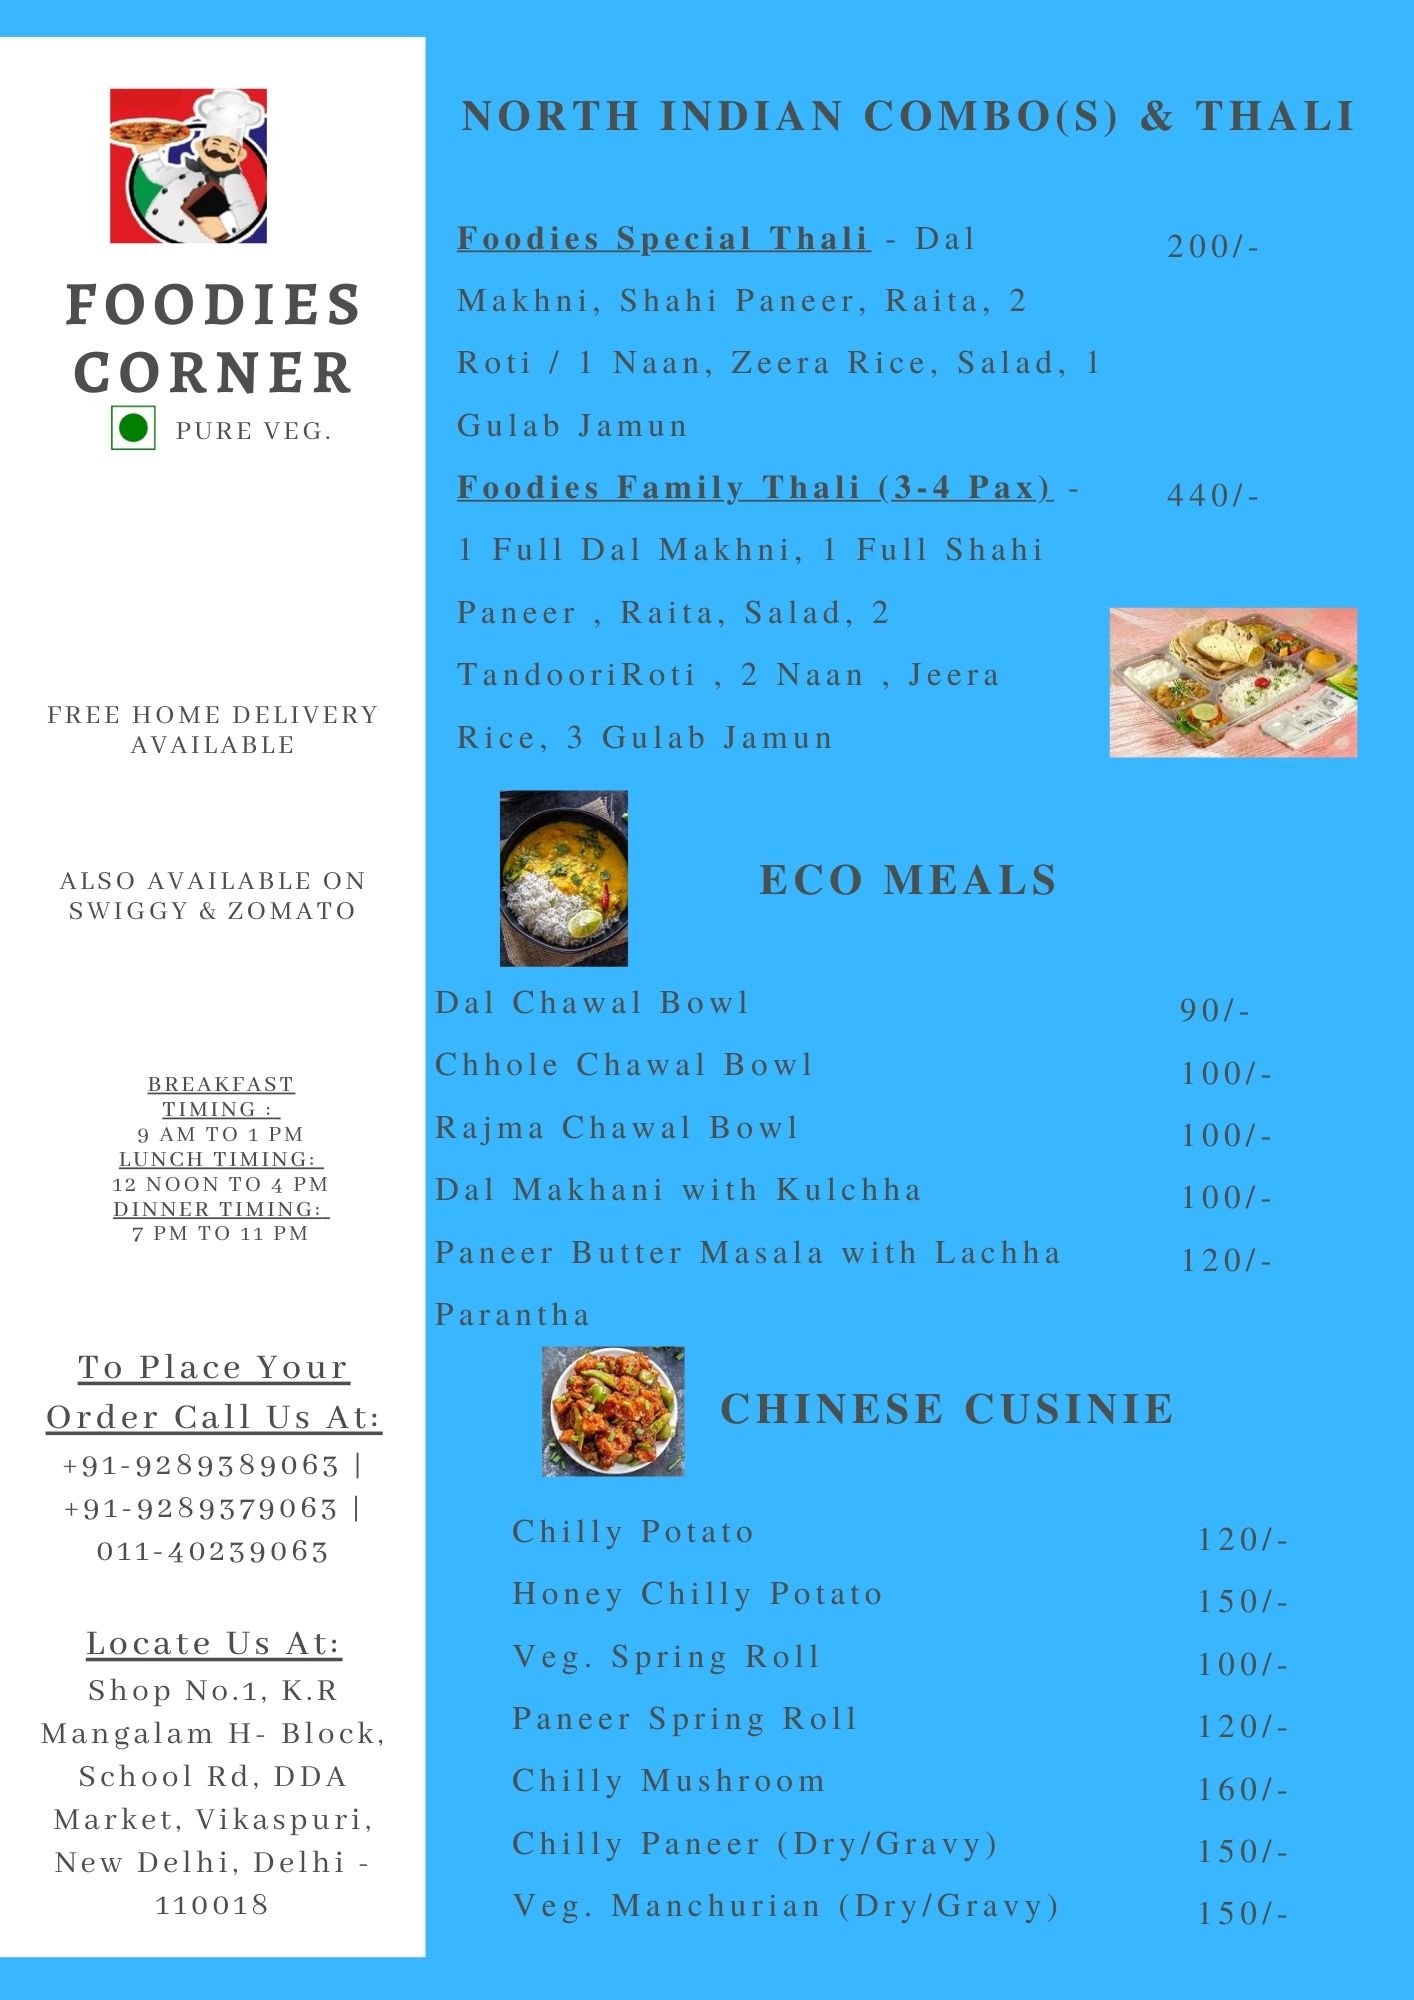 FOODIES
CORNER
PURE VEG.
FREE HOME DELIVERY
AVAILABLE
ALSO AVAILABLE ON
SWIGGY & ZOMATO
BREAKFAST
TIMING :
9 AM TO 1 PM
LUNCH TIMING:
12 NOON TO 4 PM
DINNER TIMING:
7 PM TO 11 PM
To Place Your
Order Call Us At:
+91-9289389063 |
+91-9289379063 |
011-40239063
Locate Us At:
Shop No.1, K.R
Mangalam H- Block,
School Rd, DDA
Market, Vikaspuri,
New Delhi, Delhi -
110018
NORTH INDIAN COMBO(S) & THALI
Foodies Special Thali - Dal 200/-
Makhni, Shahi Paneer, Raita, 2
Roti / 1 Naan, Zeera Rice, Salad, 1
Gulab Jamun
Foodies Family Thali (3-4 Pax) - 440/-
1 Full Dal Makhni, 1 Full Shahi
Paneer , Raita, Salad, 2
TandooriRoti , 2 Naan , Jeera
Rice, 3 Gulab Jamun
ECO MEALS
Dal Chawal Bowl 90/-
Chhole Chawal Bowl 100/-
Rajma Chawal Bowl 100/-
Dal Makhani with Kulchha 100/-
Paneer Butter Masala with Lachha 120/-
Parantha
CHINESE CUSINIE
Chilly Potato 120/-
Honey Chilly Potato 150/-
Veg. Spring Roll 100/-
Paneer Spring Roll 120/-
Chilly Mushroom 160/-
Chilly Paneer (Dry/Gravy) 150/-
Veg. Manchurian (Dry/Gravy) 150/-